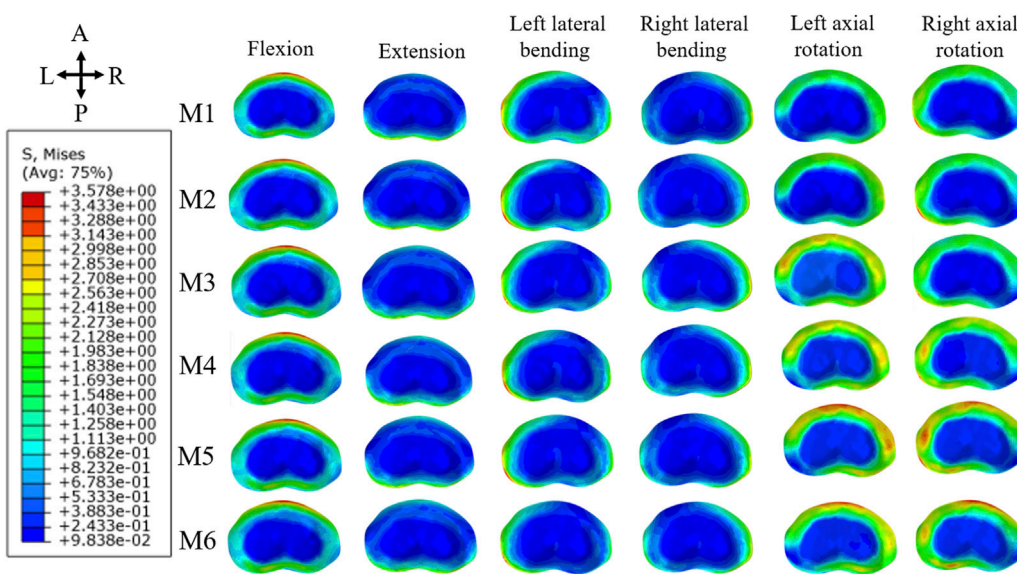 Flexion
Extension
Left lateral
bending
Right lateral
bending
Left axial
rotation
Right axial
rotation
A
L
R
P
S, Mises
(Avg: 75%)
+3.578e+00
+3.433e+00
+3.288e+00
+3.143e+00
+2.998e+00
+2.853e+00
+2.708e+00
+2.563e+00
+2.418e+00
+2.273e+00
+2.128e+00
+1.983e+00
+1.838e+00
+1.693e+00
+1.548e+00
+1.403e+00
+1.258e+00
+1.113e+00
+9.682e-01
+8.232e-01
+6.783e-01
+5.333e-01
+3.883e-01
+2.433e-01
+9.838e-02
M1
M2
M3
M4
M5
M6